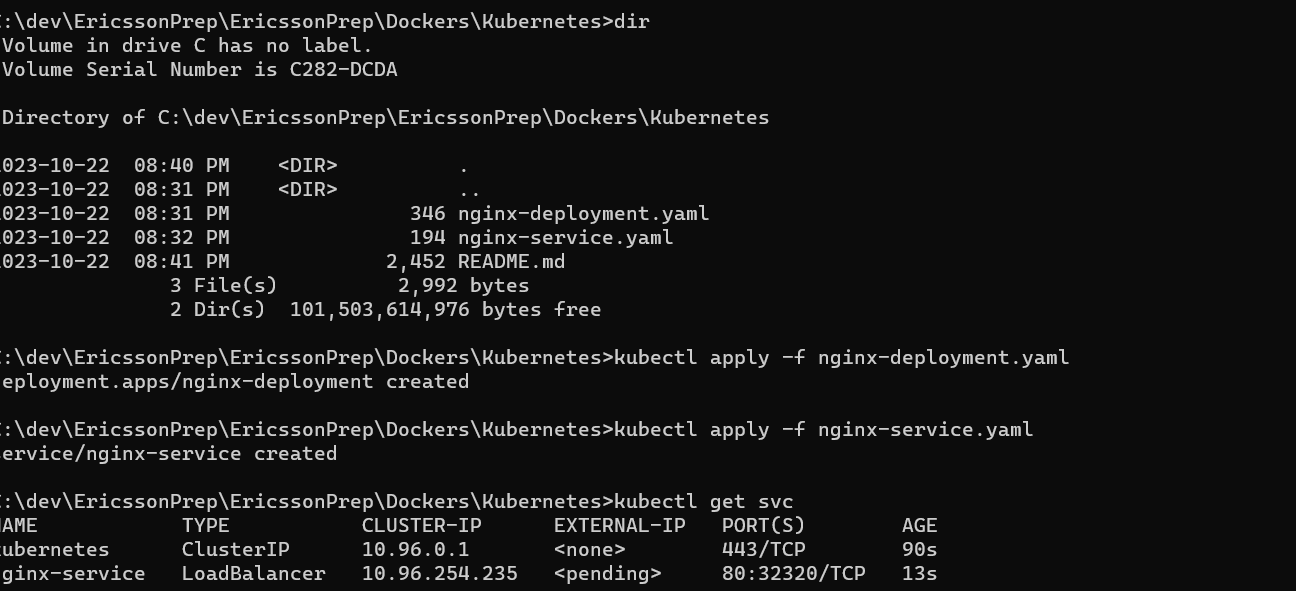 :\dev\EricssonPrep\EricssonPrep\Dockers\Kubernetes>dir
Volume in drive C has no label.
Volume Serial Number is C282-DCDA
Directory of C:\dev\EricssonPrep\EricssonPrep\Dockers\Kubernetes
023-10-22  08:40 PM    <DIR>          .
023-10-22  08:31 PM    <DIR>          ..
023-10-22  08:31 PM               346 nginx-deployment.yaml
023-10-22  08:32 PM               194 nginx-service.yaml
023-10-22  08:41 PM             2,452 README.md
3 File(s)          2,992 bytes
2 Dir(s)  101,503,614,976 bytes free
:\dev\EricssonPrep\EricssonPrep\Dockers\Kubernetes>kubectl apply -f nginx-deployment.yaml
eployment.apps/nginx-deployment created
:\dev\EricssonPrep\EricssonPrep\Dockers\Kubernetes>kubectl apply -f nginx-service.yaml
ervice/nginx-service created
:\dev\EricssonPrep\EricssonPrep\Dockers\Kubernetes>kubectl get svc
AME            TYPE           CLUSTER-IP      EXTERNAL-IP   PORT(S)        AGE
ubernetes      ClusterIP      10.96.0.1       <none>        443/TCP        90s
ginx-service   LoadBalancer   10.96.254.235   <pending>     80:32320/TCP   13s